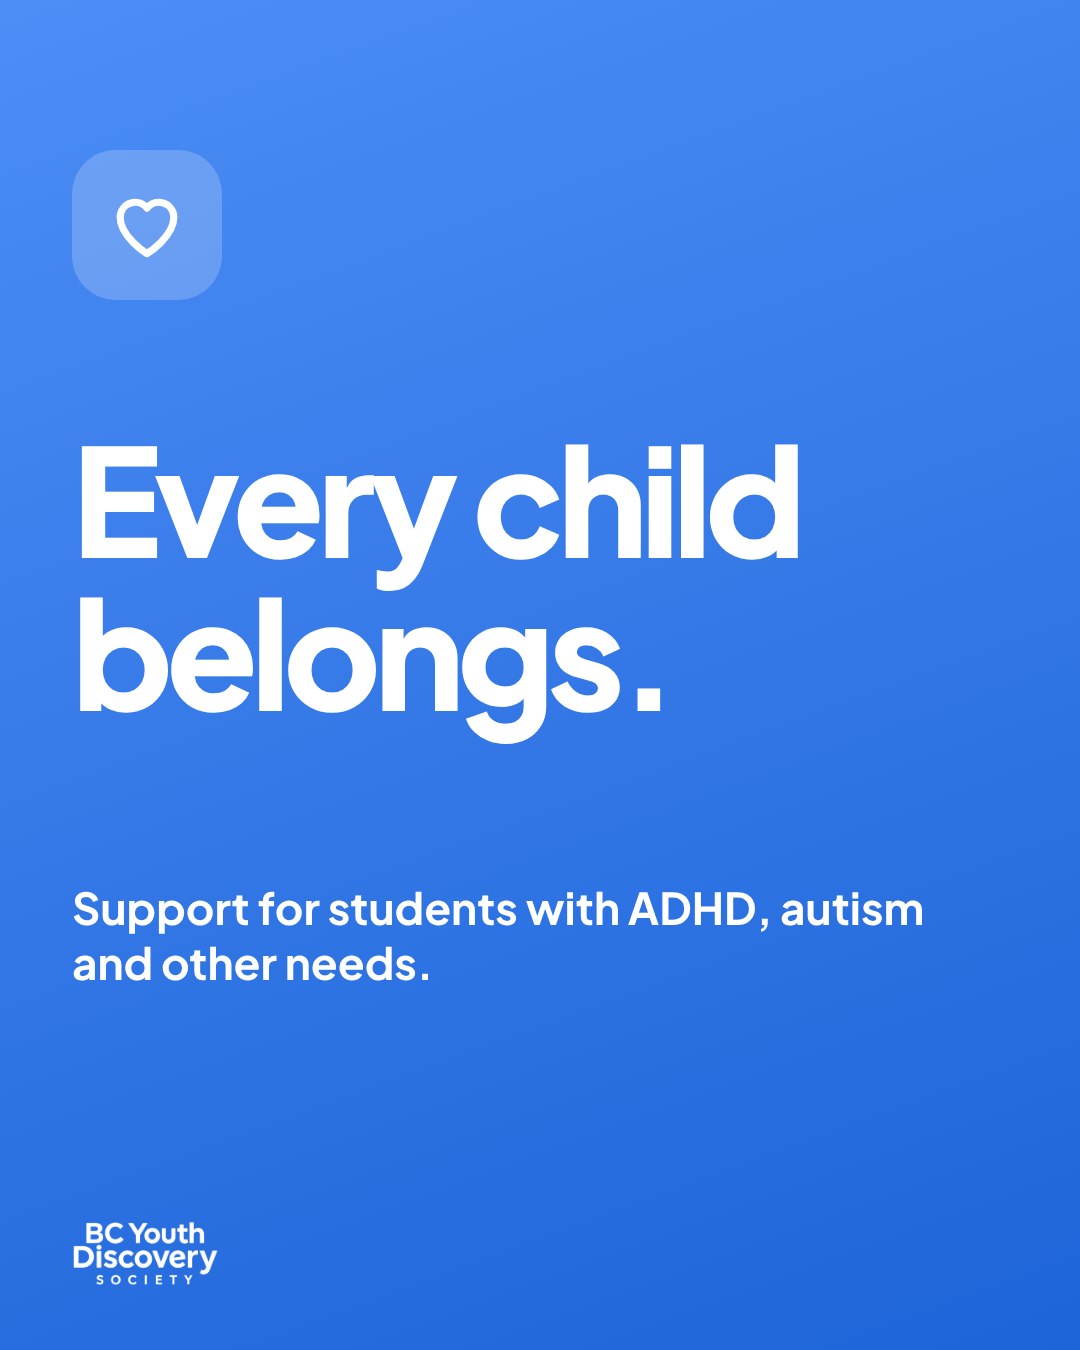 Every child
belongs.
Support for students with ADHD, autism
and other needs.
BC Youth
Discovery
SOCIETY